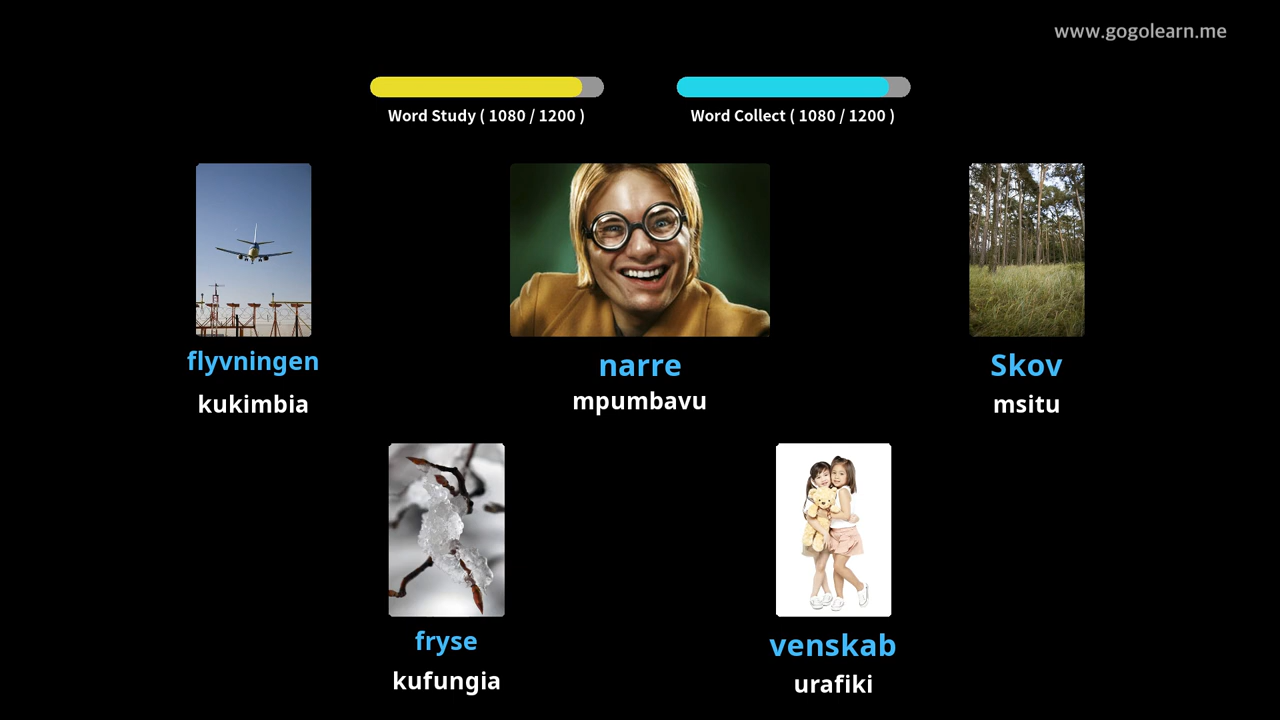 www.gogolearn.me
Word Study ( 1080 / 1200 )
Word Collect ( 1080 / 1200 )
flyvningen
kukimbia
narre
mpumbavu
Skov
msitu
fryse
kufungia
venskab
urafiki